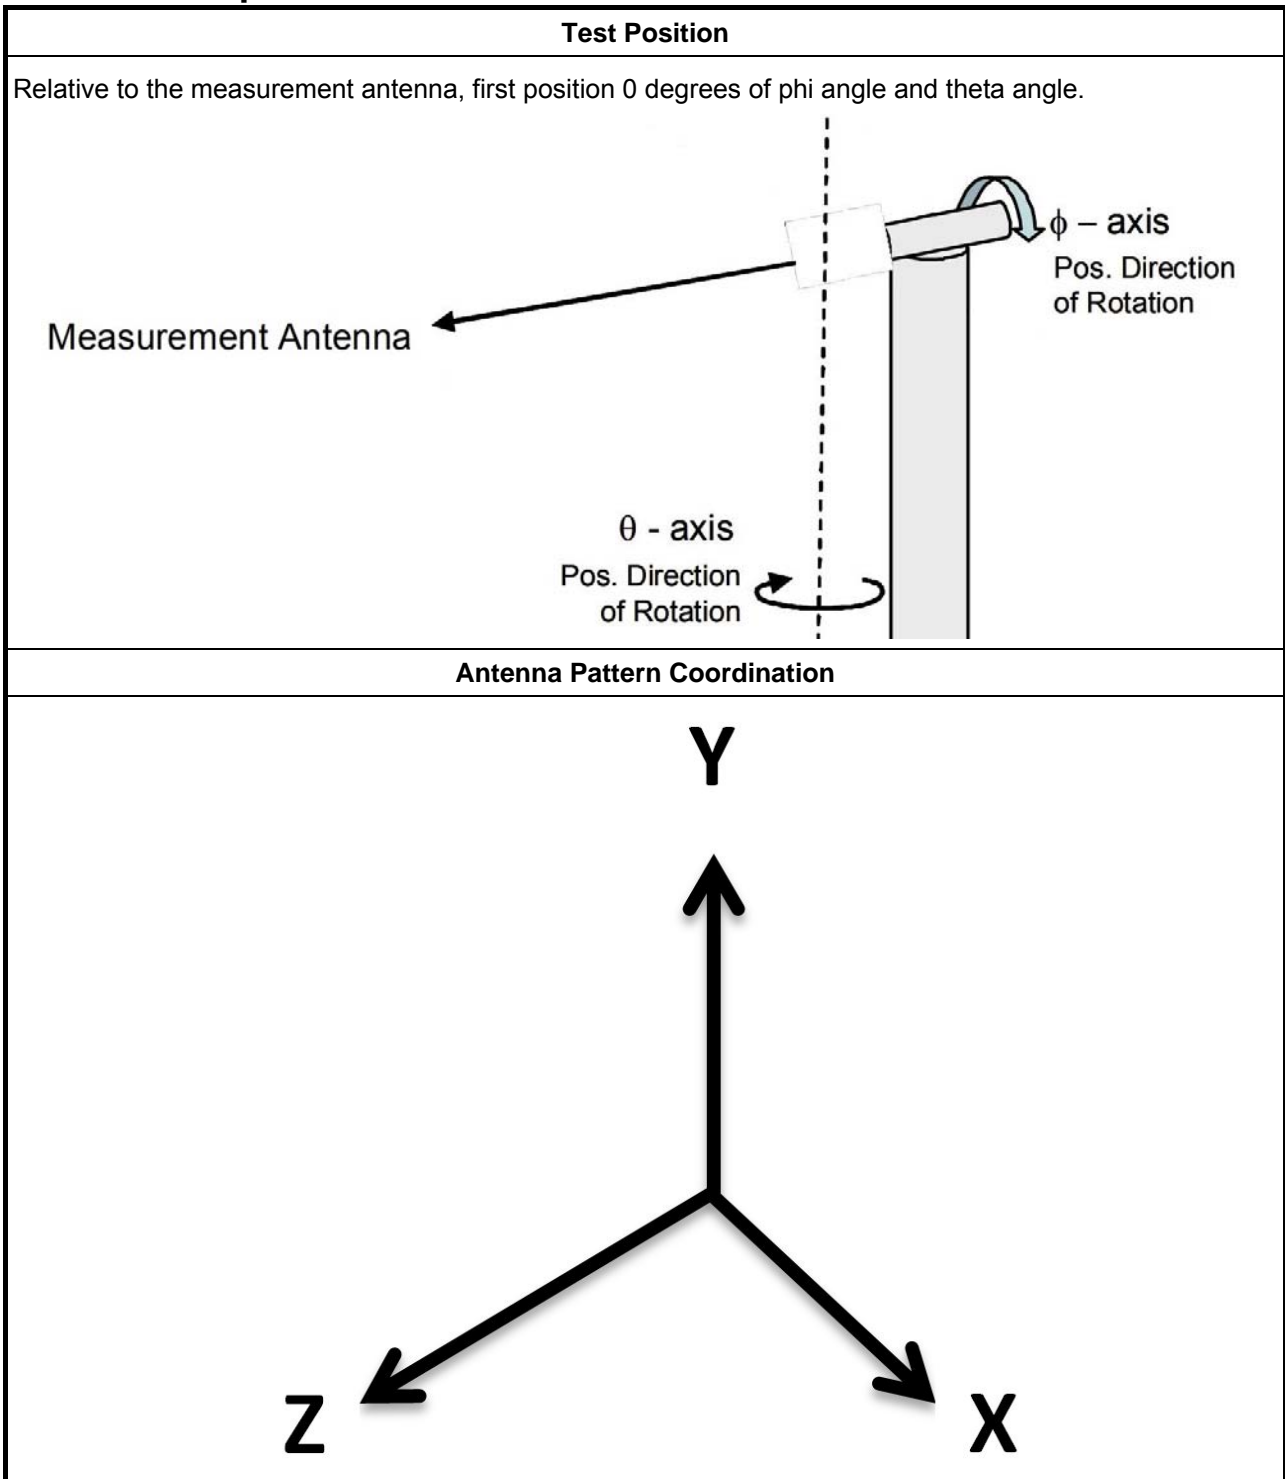 Test Position
Relative to the measurement antenna, first position 0 degrees of phi angle and theta angle.
ϕ – axis
Pos. Direction
of Rotation
Measurement Antenna
θ - axis
Pos. Direction
of Rotation
Antenna Pattern Coordination
Y
Z
X